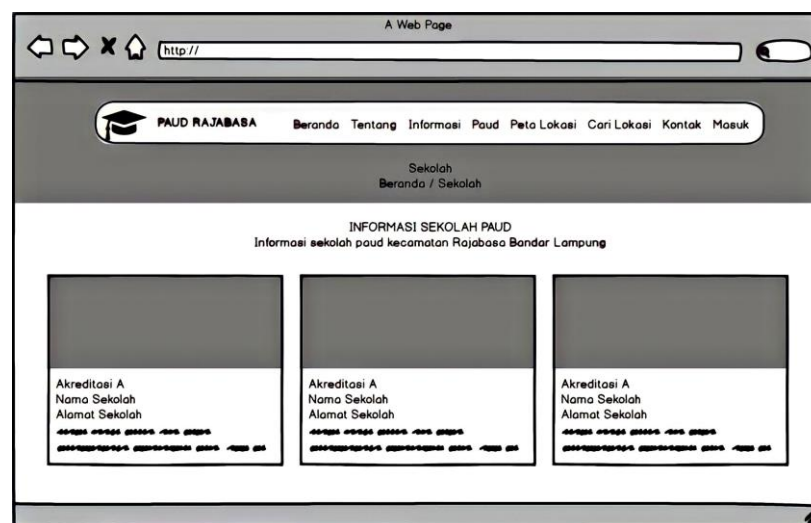 A Web Page
http://
PAUD RAJABASA Beranda Tentang Informasi Paud Peta Lokasi Cari Lokasi Kontak Masuk
Sekolah
Beranda / Sekolah
INFORMASI SEKOLAH PAUD
Informasi sekolah paud kecamatan Rajabasa Bandar Lampung
Akreditasi A
Nama Sekolah
Alamat Sekolah
Akreditasi A
Nama Sekolah
Alamat Sekolah
Akreditasi A
Nama Sekolah
Alamat Sekolah